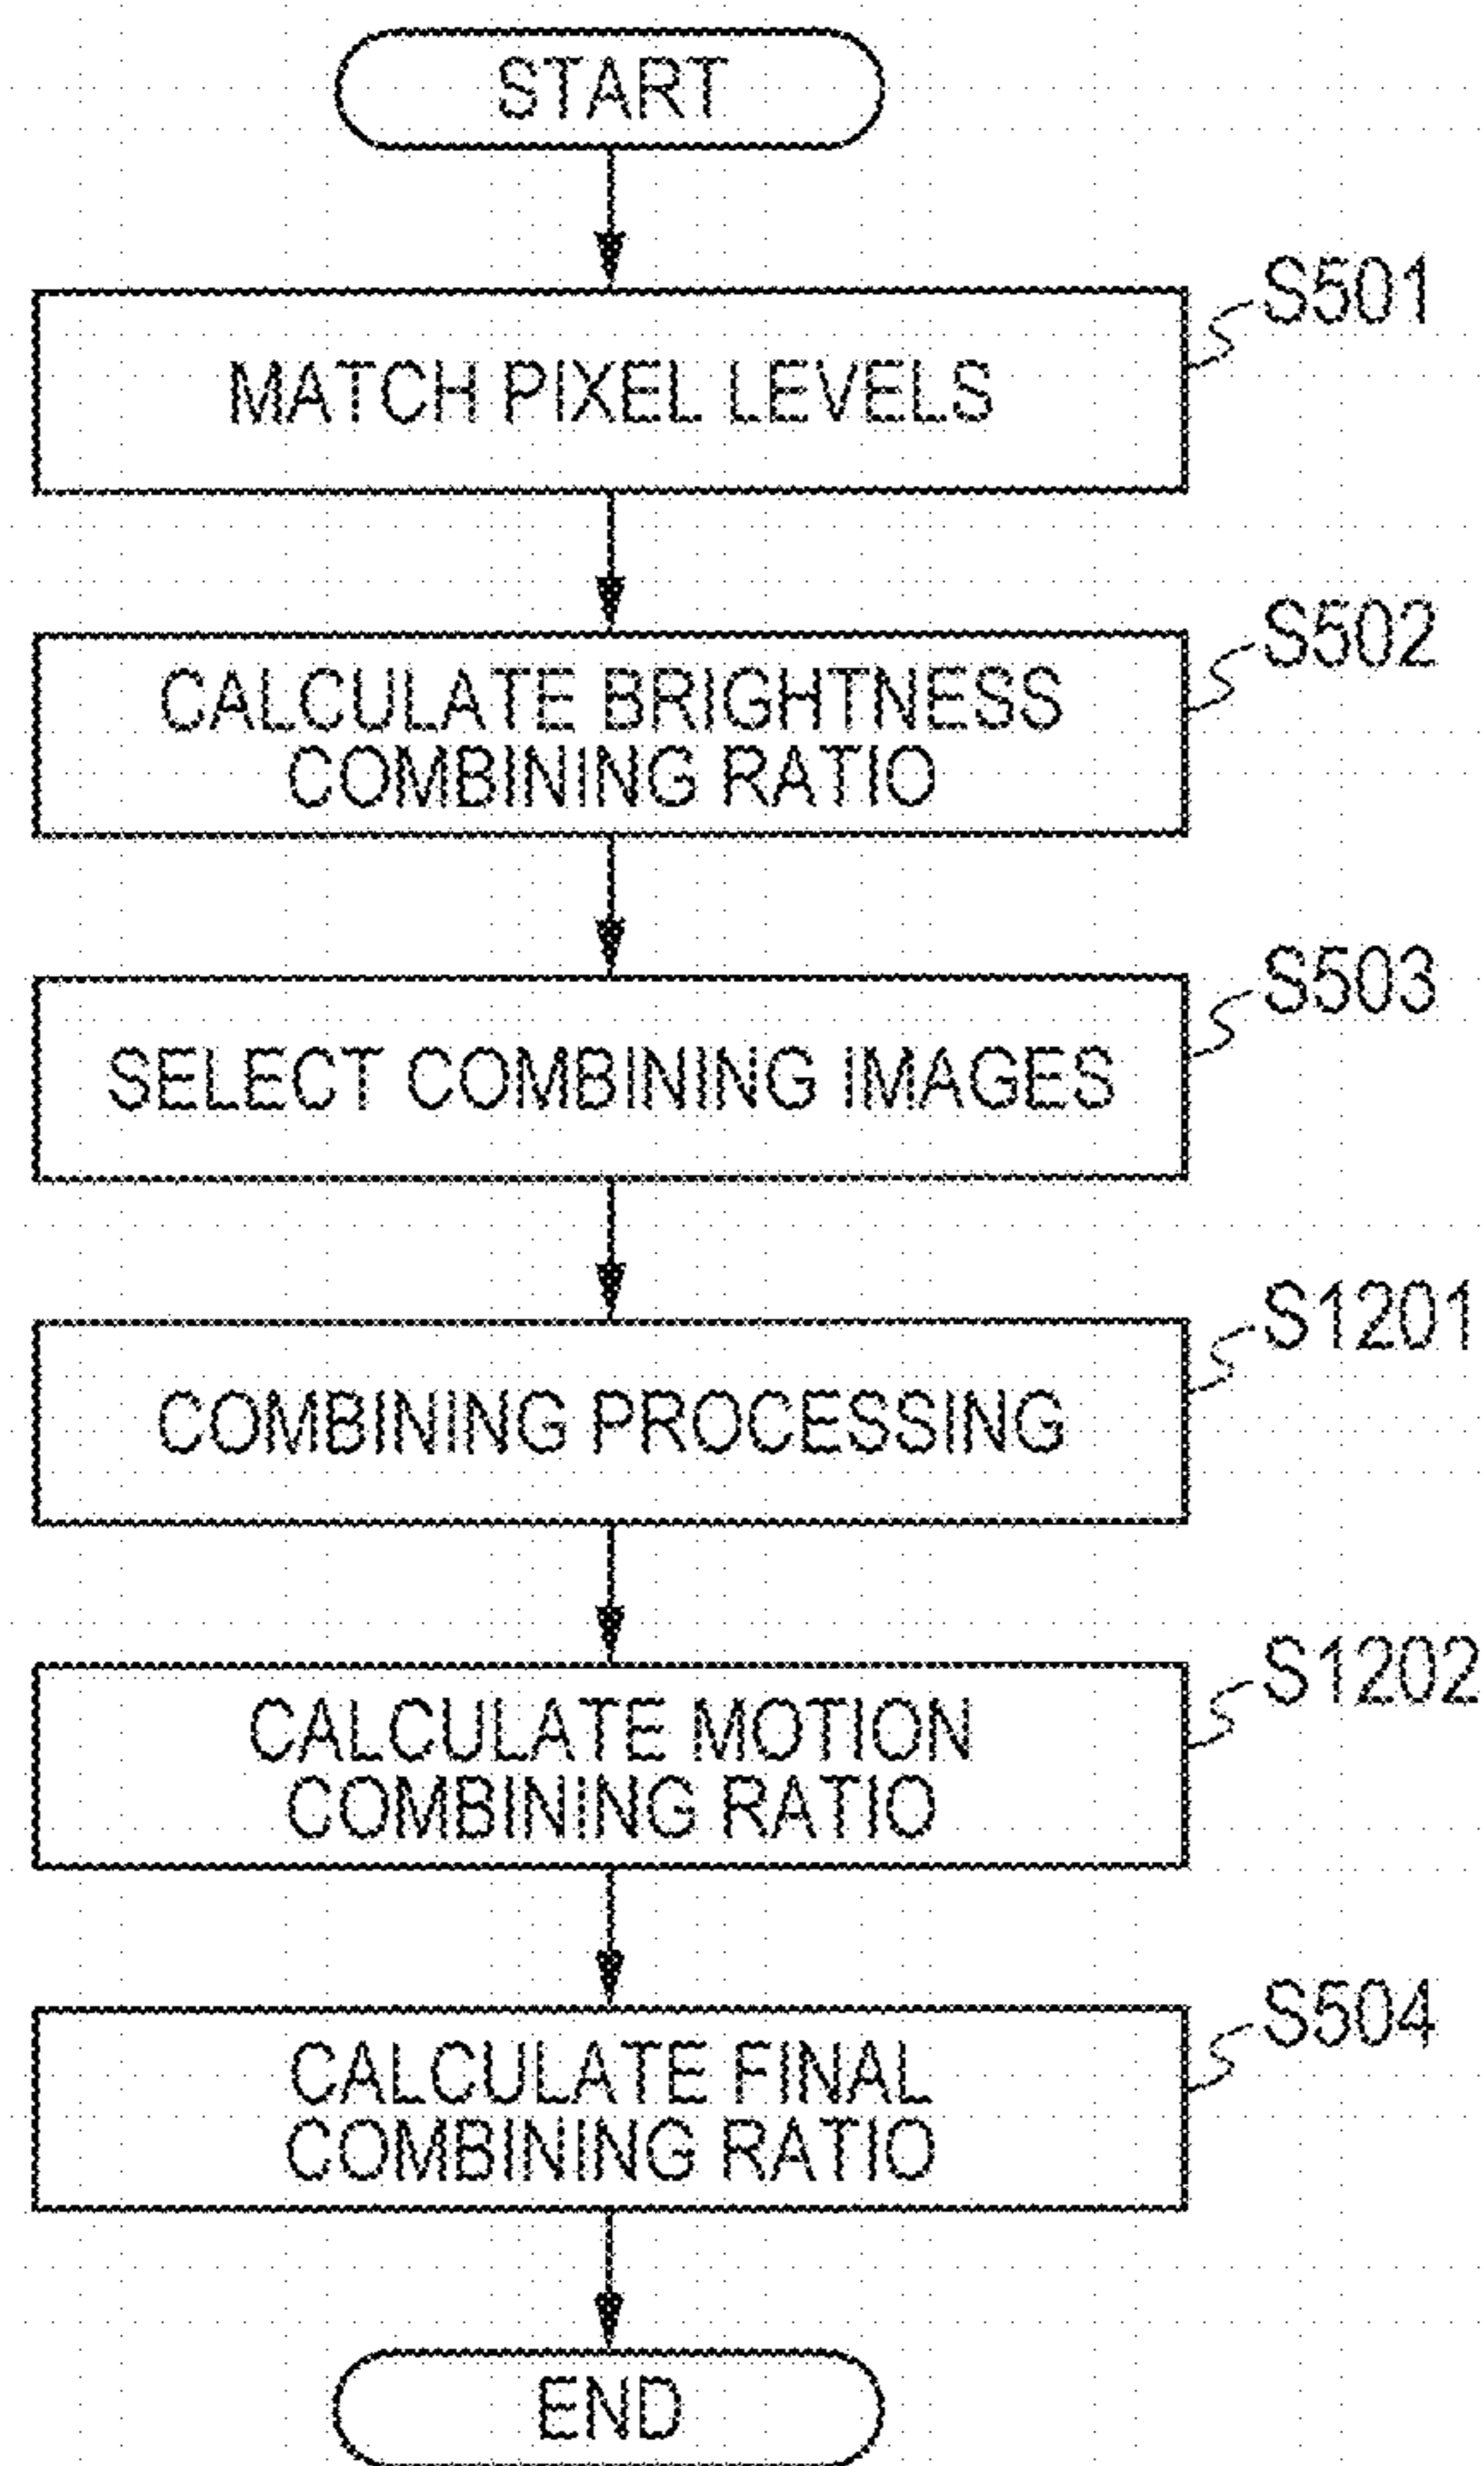 START
S501
MATCH PIXEL LEVELS
S502
CALCULATE BRIGHTNESS
COMBINING RATIO
S503
SELECT COMBINING IMAGES
S1201
COMBINING PROCESSING
S1202
CALCULATE MOTION
COMBINING RATIO
S504
CALCULATE FINAL
COMBINING RATIO
END